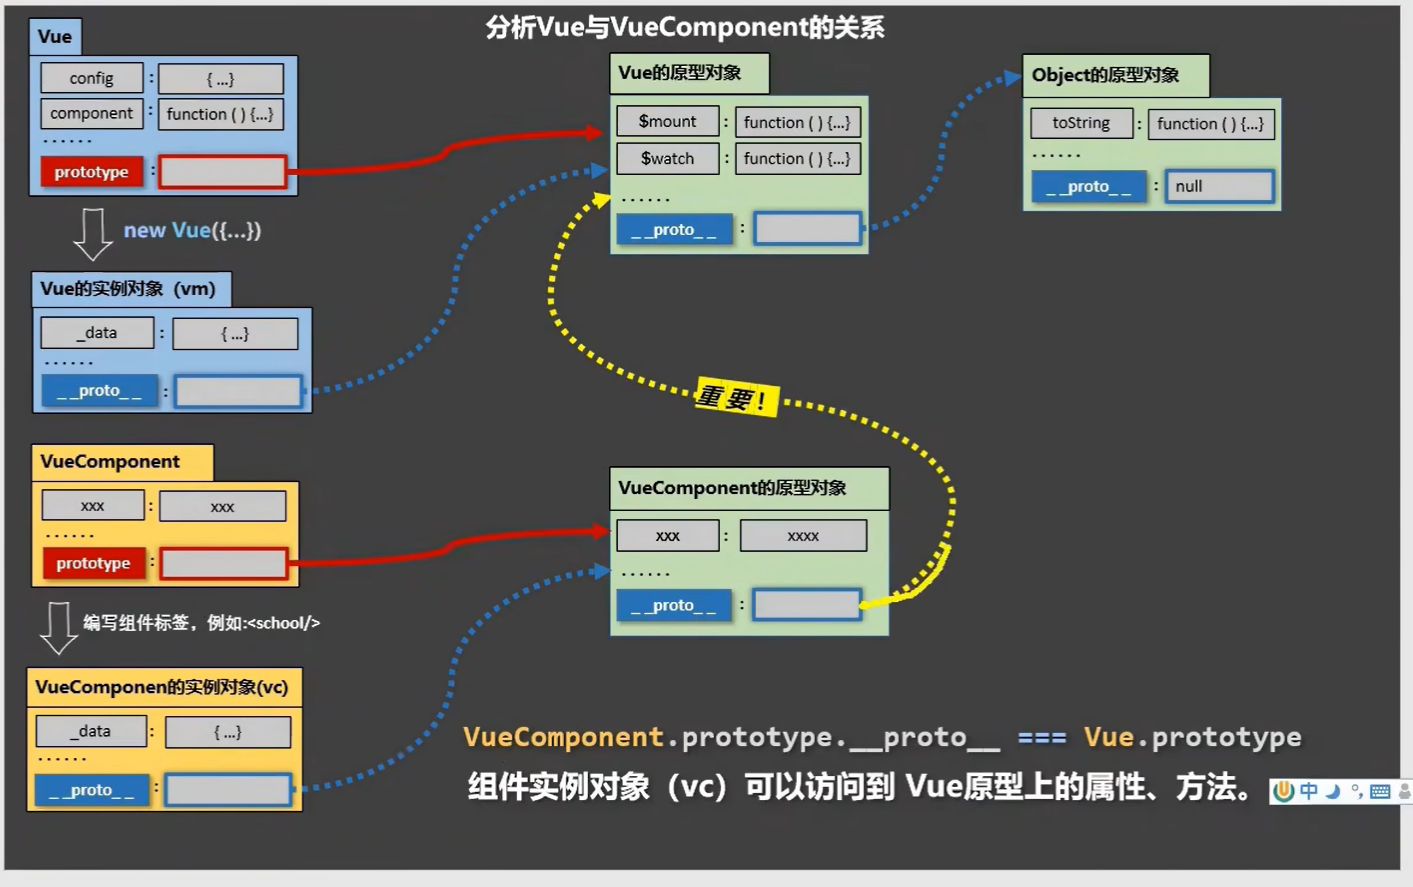 分析Vue与VueComponent的关系
Vue
config : { ...}
component : function ( ) {...}
······
prototype :
new Vue({...})
Vue的实例对象（vm）
_data : { ...}
······
__proto__ :
VueComponent
xxx : xxx
······
prototype :
编写组件标签，例如:<school/>
VueComponen的实例对象(vc)
_data : { ...}
······
__proto__ :
Vue的原型对象
$mount : function ( ) {...}
$watch : function ( ) {...}
······
__proto__ :
Object的原型对象
toString : function ( ) {...}
······
__proto__ : null
重要！
VueComponent的原型对象
xxx : xxxx
······
__proto__ :
VueComponent.prototype.__proto__ === Vue.prototype
组件实例对象（vc）可以访问到 Vue原型上的属性、方法。
中